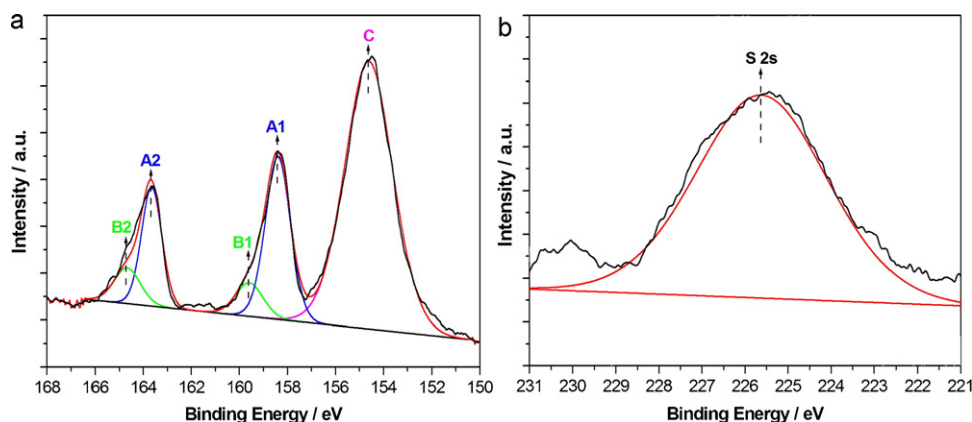 a
C
A1
A2
B2
B1
Intensity / a.u.
168 166 164 162 160 158 156 154 152 150
Binding Energy / eV
b
S 2s
Intensity / a.u.
231 230 229 228 227 226 225 224 223 222 221
Binding Energy / eV